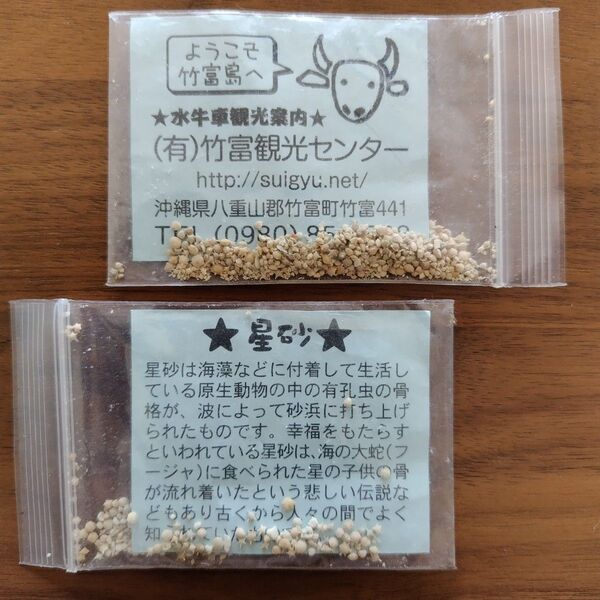 ようこそ
竹富島へ
★水牛車観光案内★
(有)竹富観光センター
http://suigyu.net/
沖縄県八重山郡竹富町竹富441
TEL (0980) 85
★星砂★
星砂は海藻などに付着して生活し
ている原生動物の中の有孔虫の骨
格が、波によって砂浜に打ち上げ
られたものです。幸福をもたらす
といわれている星砂は、海の大蛇(フ
ージャ)に食べられた星の子供の骨
が流れ着いたという悲しい伝説な
どもあり古くから人々の間でよく
知